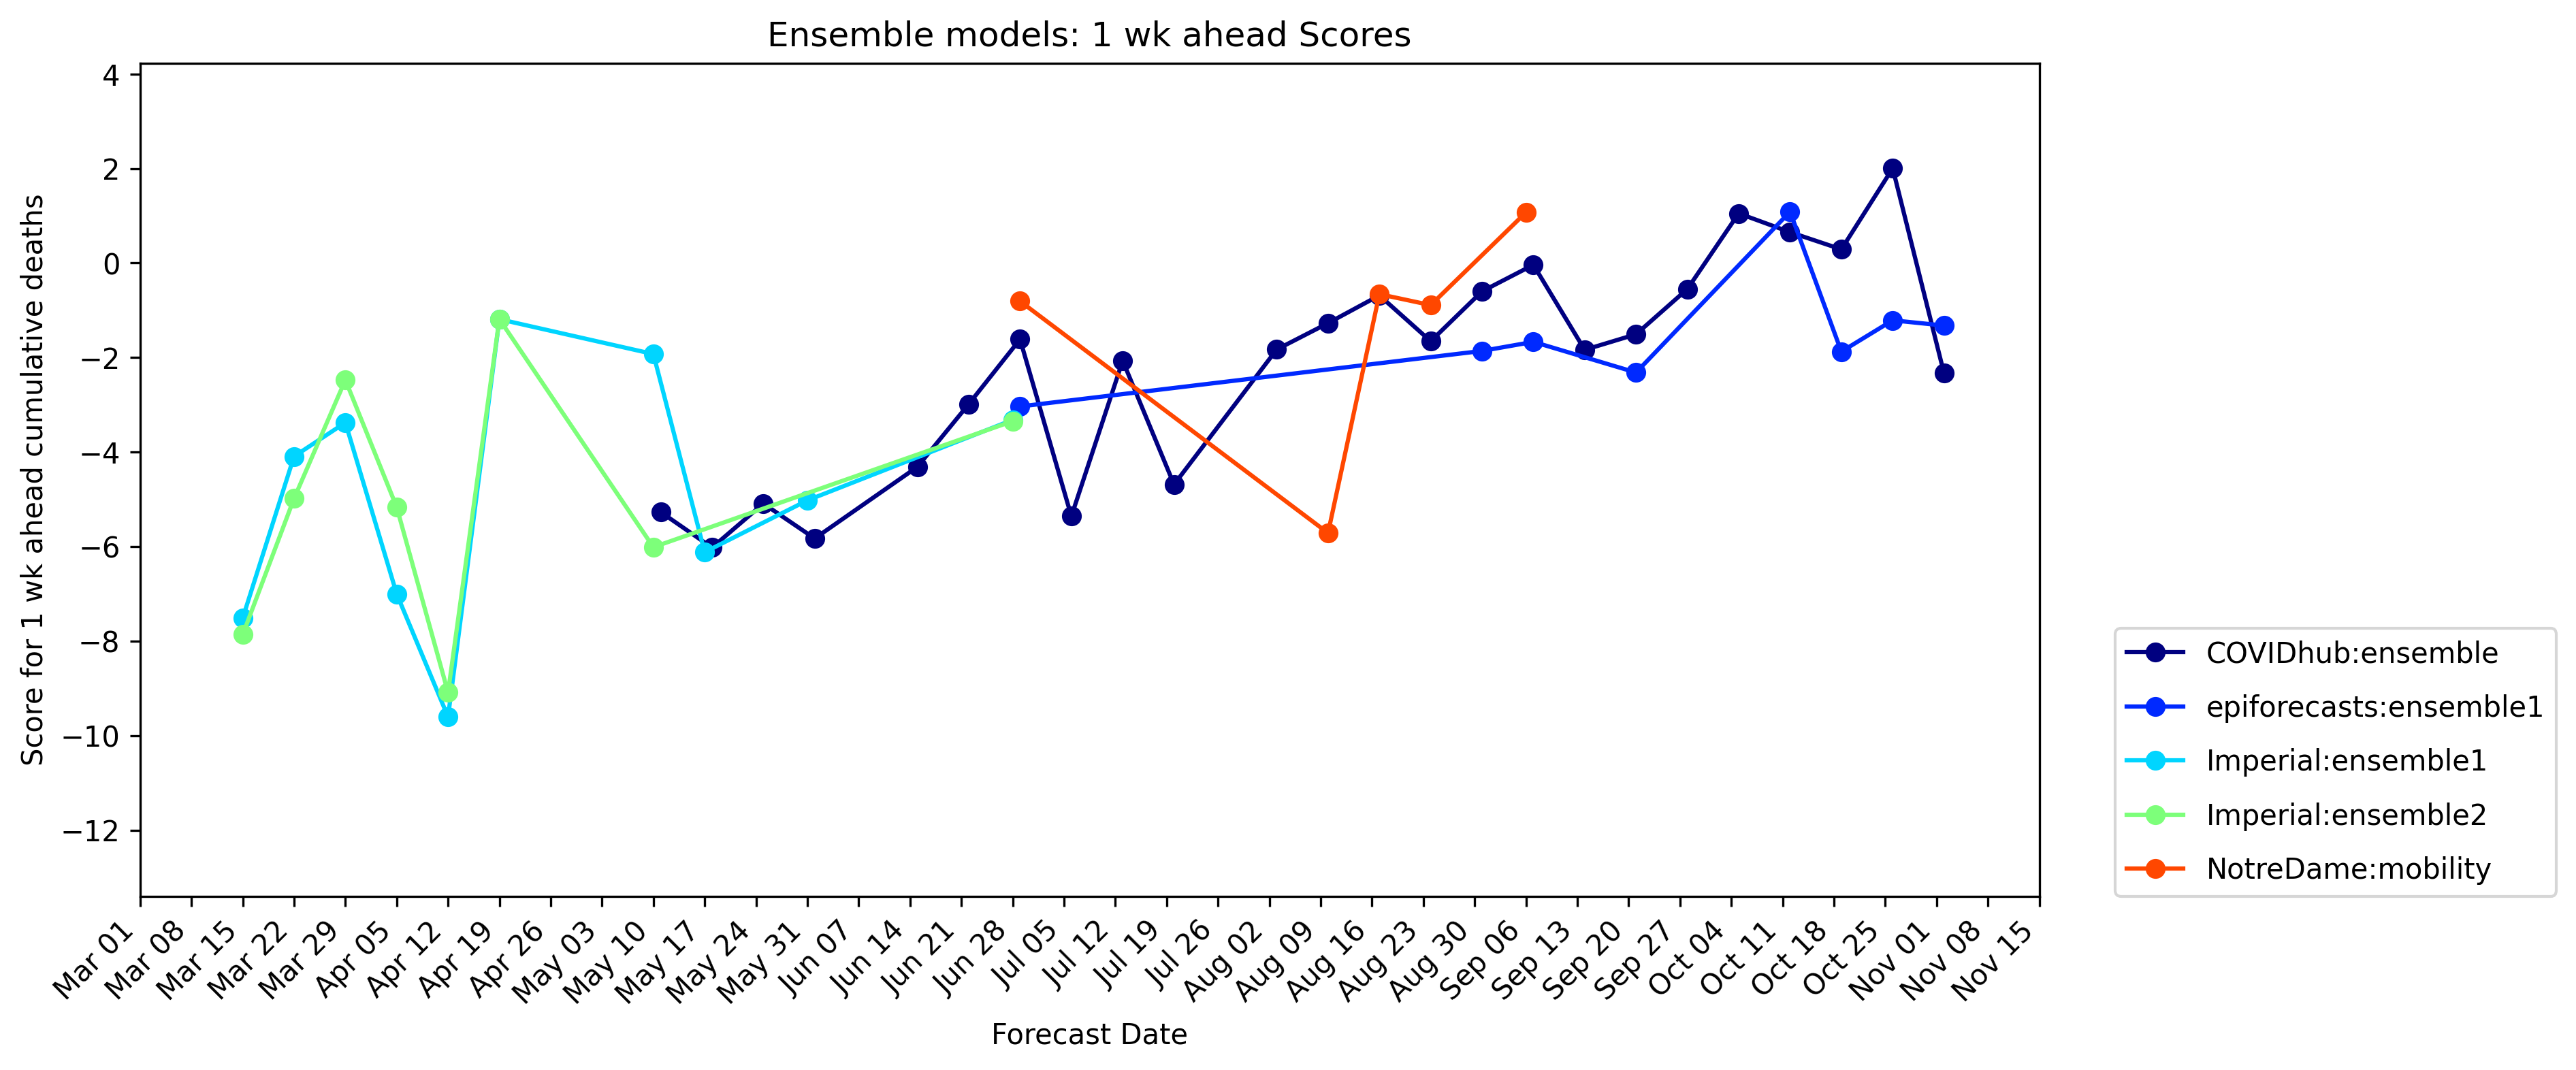 Ensemble models: 1 wk ahead Scores
Score for 1 wk ahead cumulative deaths
4
2
0
−2
−4
−6
−8
−10
−12
Mar 01
Mar 08
Mar 15
Mar 22
Mar 29
Apr 05
Apr 12
Apr 19
Apr 26
May 03
May 10
May 17
May 24
May 31
Jun 07
Jun 14
Jun 21
Jun 28
Jul 05
Jul 12
Jul 19
Jul 26
Aug 02
Aug 09
Aug 16
Aug 23
Aug 30
Sep 06
Sep 13
Sep 20
Sep 27
Oct 04
Oct 11
Oct 18
Oct 25
Nov 01
Nov 08
Nov 15
Forecast Date
COVIDhub:ensemble
epiforecasts:ensemble1
Imperial:ensemble1
Imperial:ensemble2
NotreDame:mobility